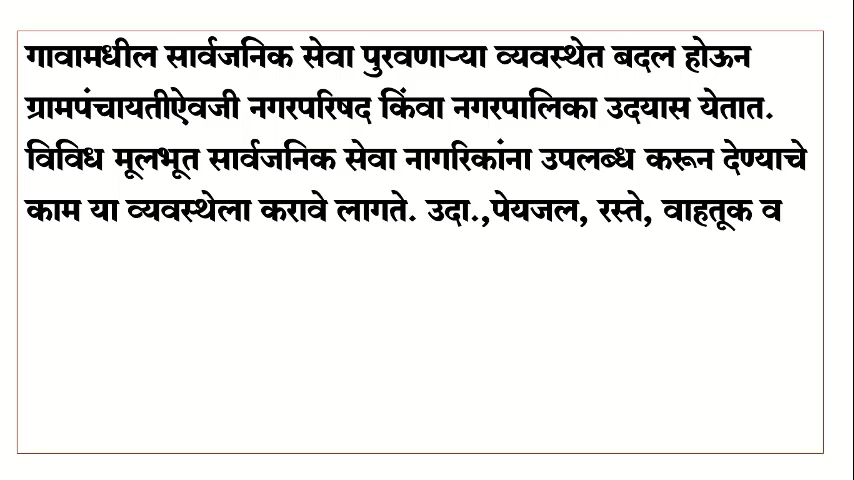 गावामधील सार्वजनिक सेवा पुरवणाऱ्या व्यवस्थेत बदल होऊन
ग्रामपंचायतीऐवजी नगरपरिषद किंवा नगरपालिका उदयास येतात.
विविध मूलभूत सार्वजनिक सेवा नागरिकांना उपलब्ध करून देण्याचे
काम या व्यवस्थेला करावे लागते. उदा.,पेयजल, रस्ते, वाहतूक व